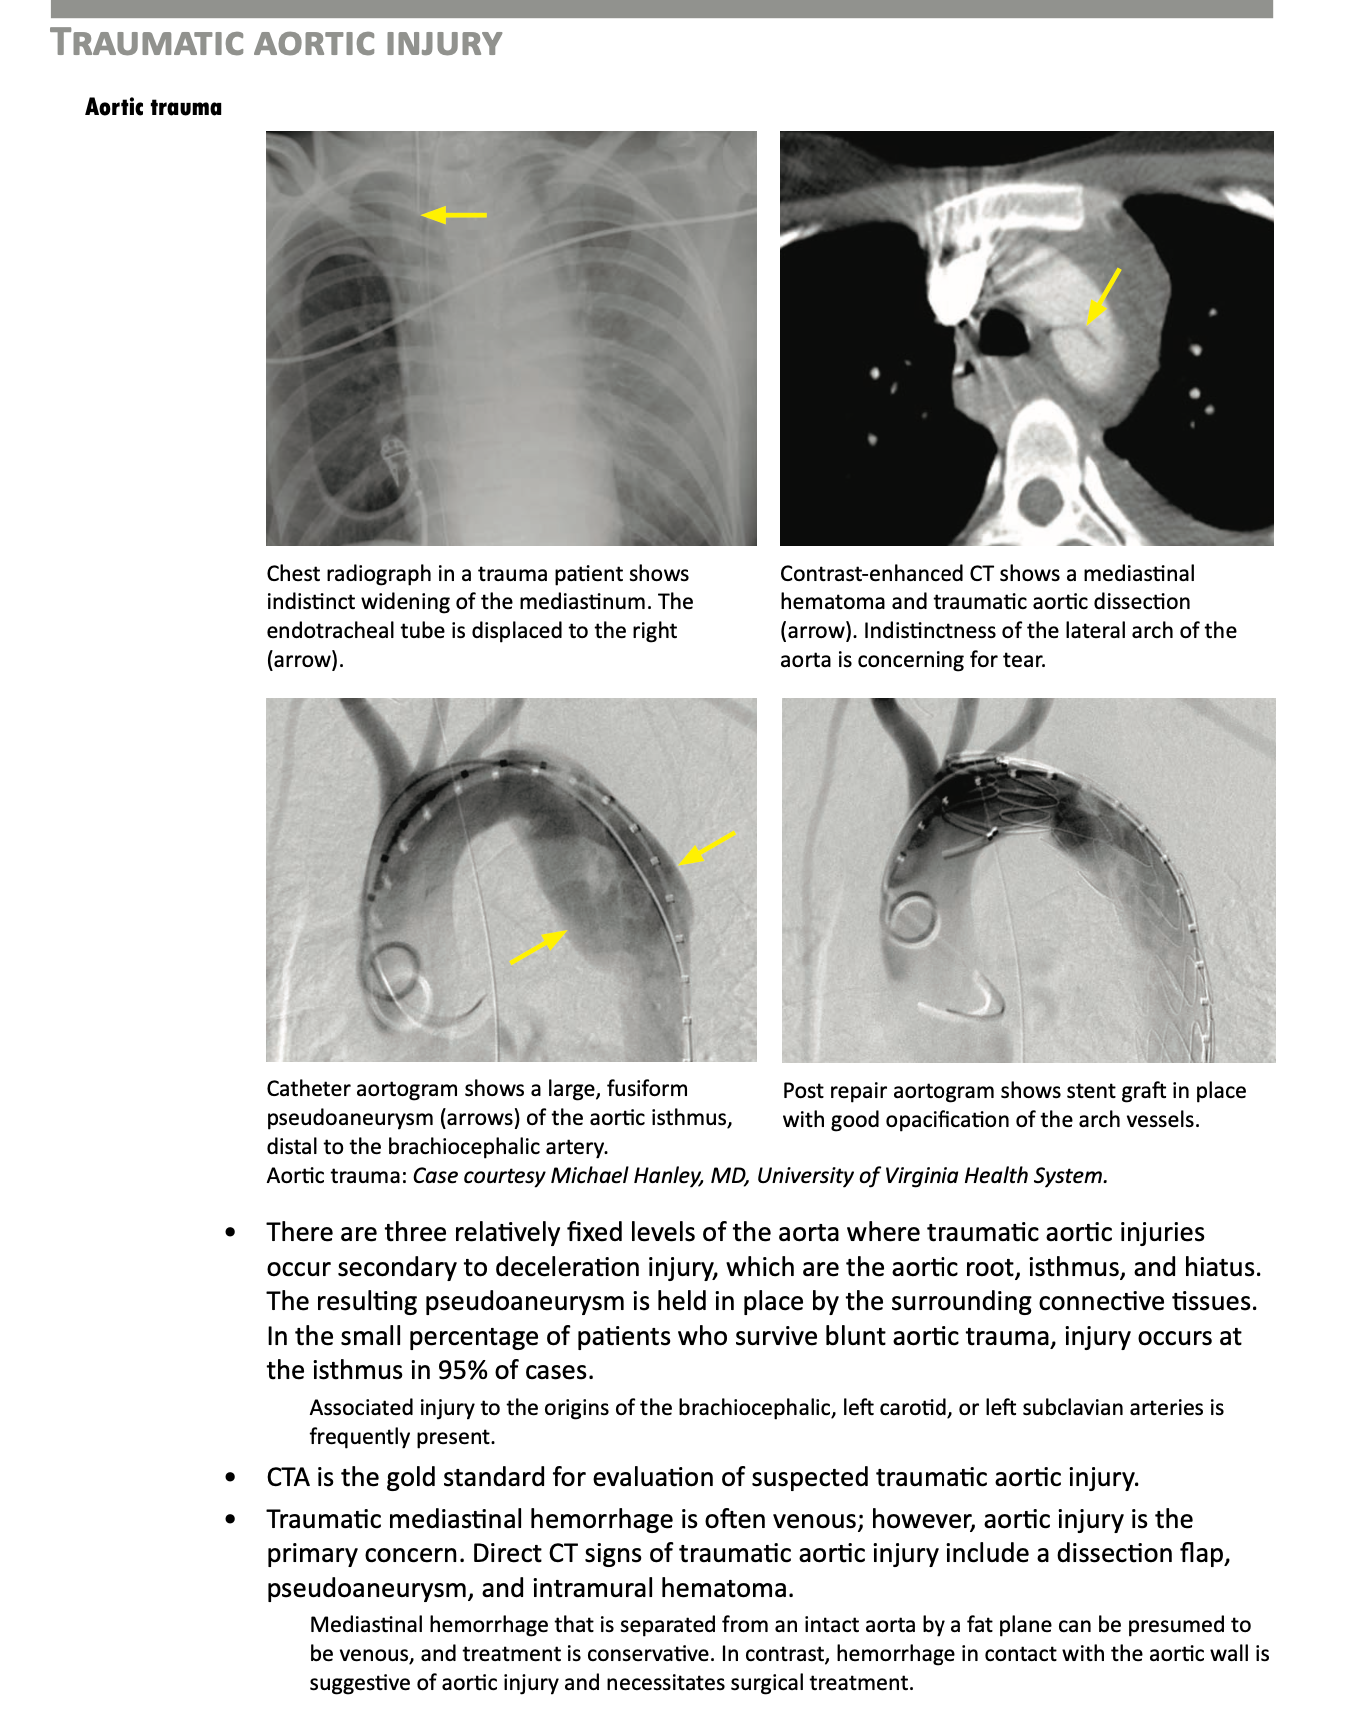 TRAUMATIC AORTIC INJURY
Aortic trauma
Chest radiograph in a trauma patient shows
indistinct widening of the mediastinum. The
endotracheal tube is displaced to the right
(arrow).
Contrast-enhanced CT shows a mediastinal
hematoma and traumatic aortic dissection
(arrow). Indistinctness of the lateral arch of the
aorta is concerning for tear.
Catheter aortogram shows a large, fusiform
pseudoaneurysm (arrows) of the aortic isthmus,
distal to the brachiocephalic artery.
Post repair aortogram shows stent graft in place
with good opacification of the arch vessels.
Aortic trauma: Case courtesy Michael Hanley, MD, University of Virginia Health System.
• There are three relatively fixed levels of the aorta where traumatic aortic injuries
occur secondary to deceleration injury, which are the aortic root, isthmus, and hiatus.
The resulting pseudoaneurysm is held in place by the surrounding connective tissues.
In the small percentage of patients who survive blunt aortic trauma, injury occurs at
the isthmus in 95% of cases.
Associated injury to the origins of the brachiocephalic, left carotid, or left subclavian arteries is
frequently present.
• CTA is the gold standard for evaluation of suspected traumatic aortic injury.
• Traumatic mediastinal hemorrhage is often venous; however, aortic injury is the
primary concern. Direct CT signs of traumatic aortic injury include a dissection flap,
pseudoaneurysm, and intramural hematoma.
Mediastinal hemorrhage that is separated from an intact aorta by a fat plane can be presumed to
be venous, and treatment is conservative. In contrast, hemorrhage in contact with the aortic wall is
suggestive of aortic injury and necessitates surgical treatment.